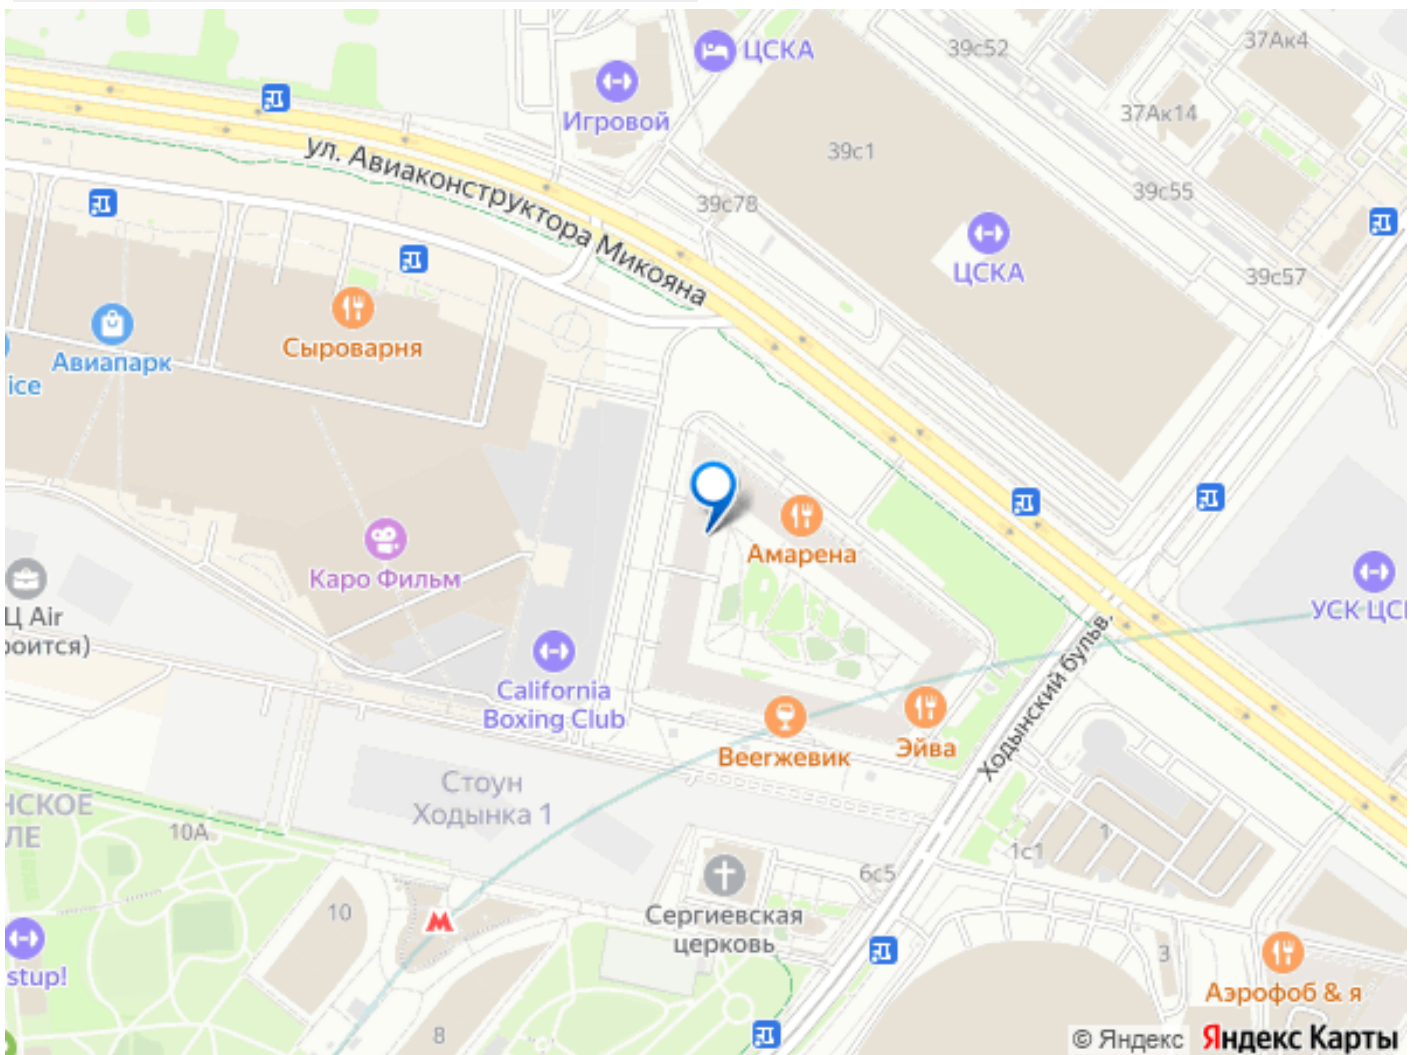 ЦСКА
39с52
37Ак4
Игровой
37Ак14
39с1
ул. Авиаконструктора Микояна
39с78
39с55
ЦСКА
39с57
Сыроварня
Авиапарк
ice
Амарена
Каро Фильм
Ц Air
роится)
УСК ЦСК
California
Boxing Club
Ходынский бульв.
Веегжевик
Эйва
Стоун
Ходынка 1
НСКОЕ
ЛЕ
10А
1
1с1
6с5
10
Сергиевская
церковь
stup!
3
Аэрофоб & я
8
© Яндекс Яндекс Карты